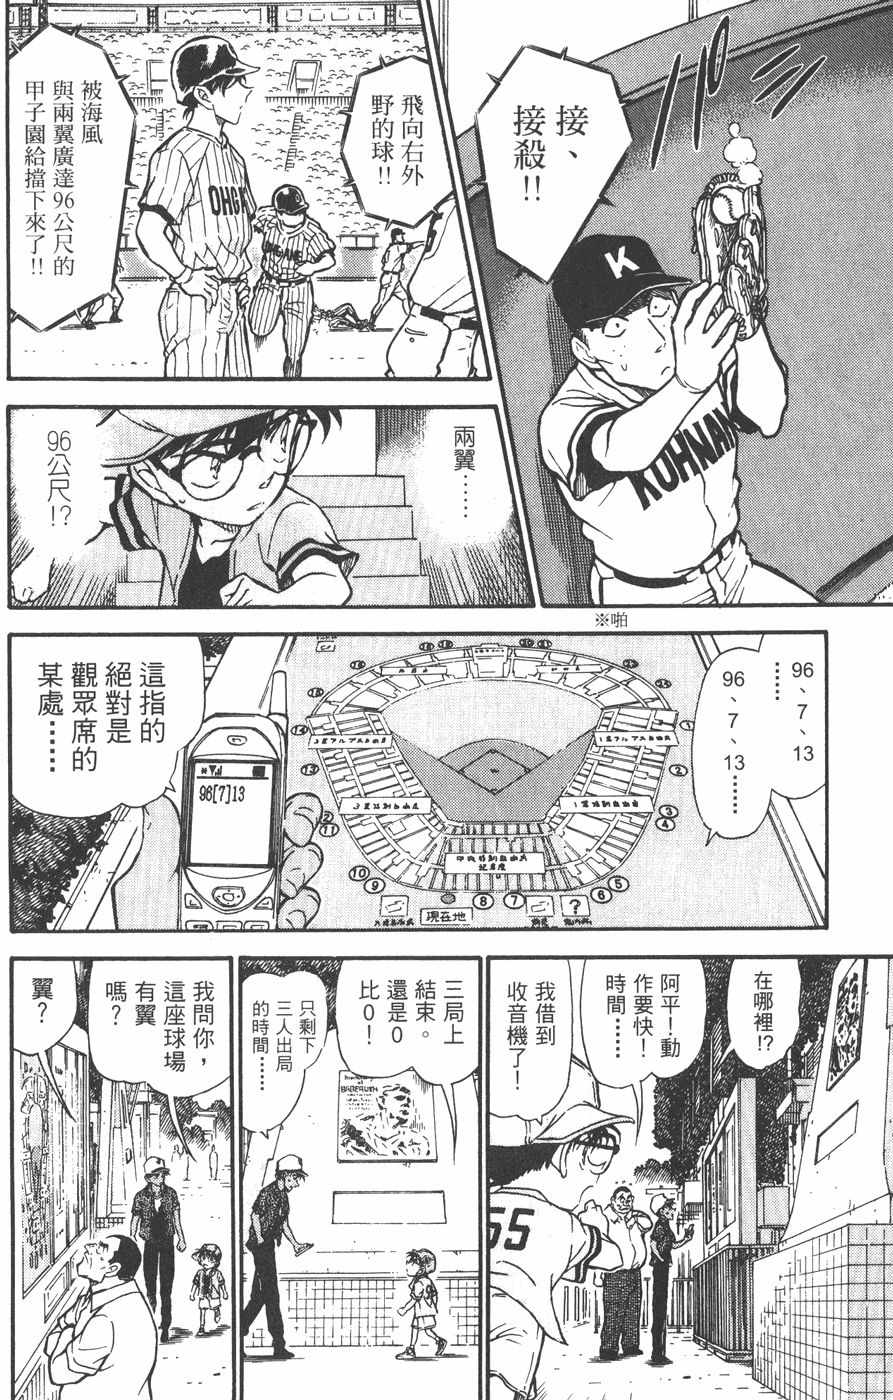 接、
接殺!!
K
KOHNAN
飛向右外
野的球!!
被海風
與兩翼廣達96公尺的
甲子園給擋下來了!!
兩翼……
96公尺!?
※啪
96、7、13
……
96、7、13……
這指的
絕對是
觀眾席的
某處……
96[7]13
現在地
在哪裡!?
阿平！動
作要快！
時間……
我借到
收音機了！
55
三局上
結束。
還是0
比0！
只剩下
三人出局
的時間……
BABE RUTH
我問你，
這座球場
有翼
嗎？
翼？